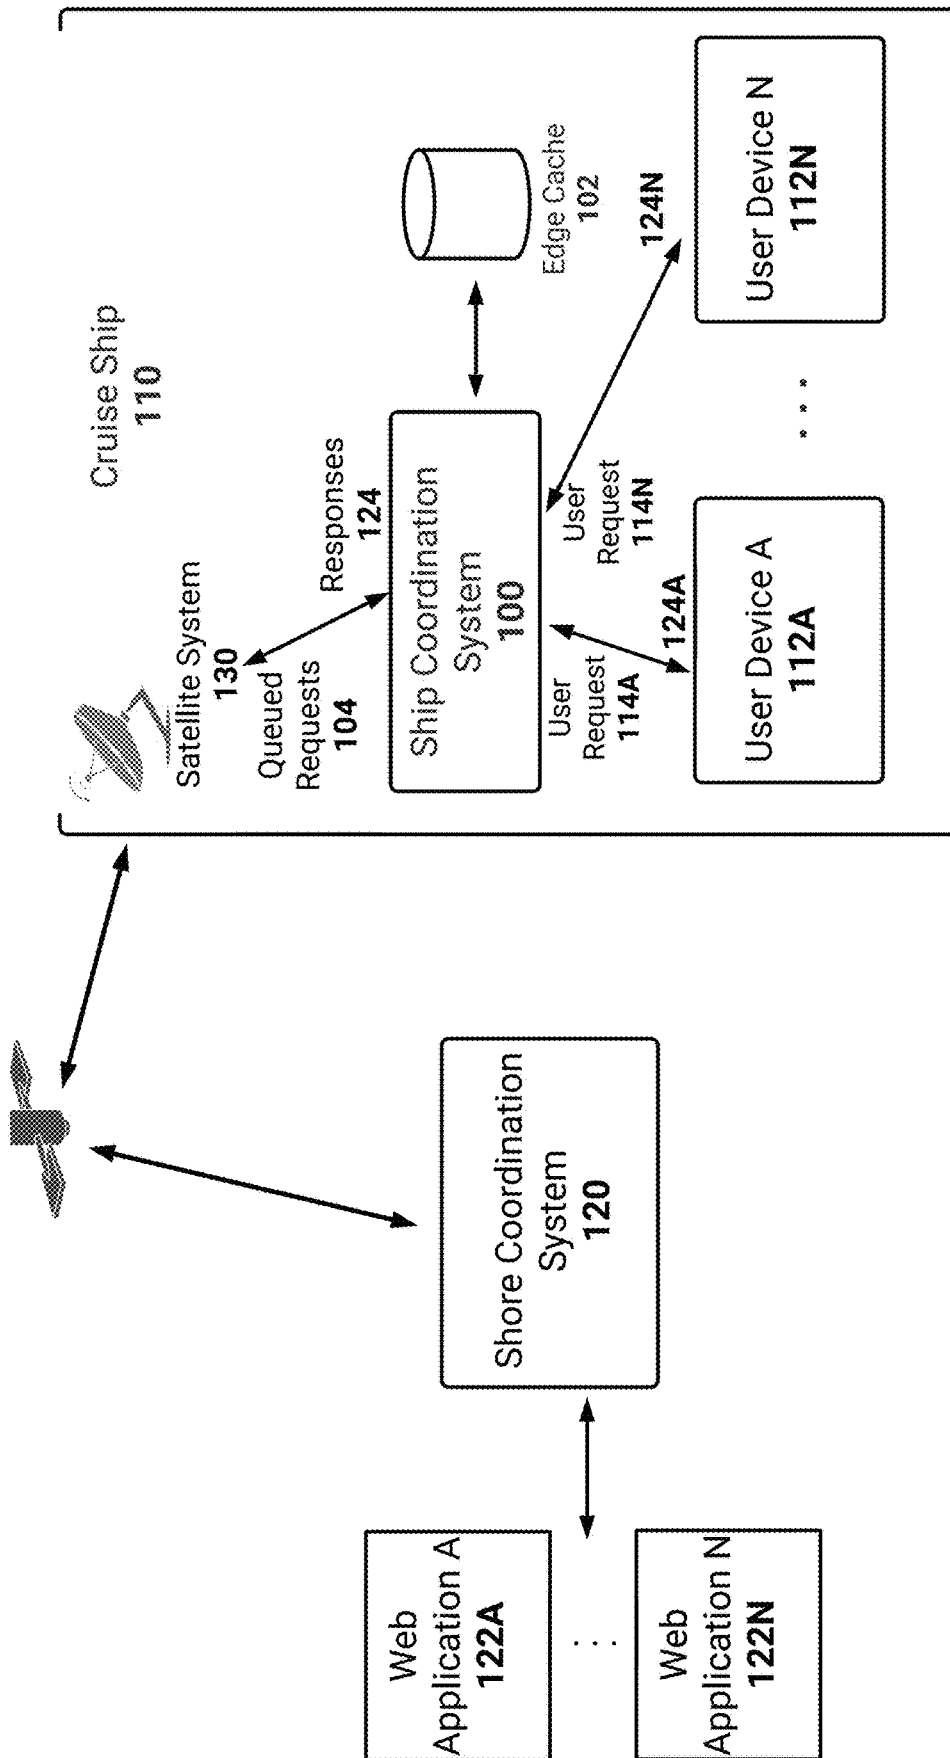 Cruise Ship
110
Satellite System
130
Queued
Requests
104
Responses
124
Ship Coordination
System
100
Edge Cache
102
User
Request
114A
124A
User
Request
114N
124N
User Device A
112A
. . .
User Device N
112N
Shore Coordination
System
120
Web
Application A
122A
. . .
Web
Application N
122N